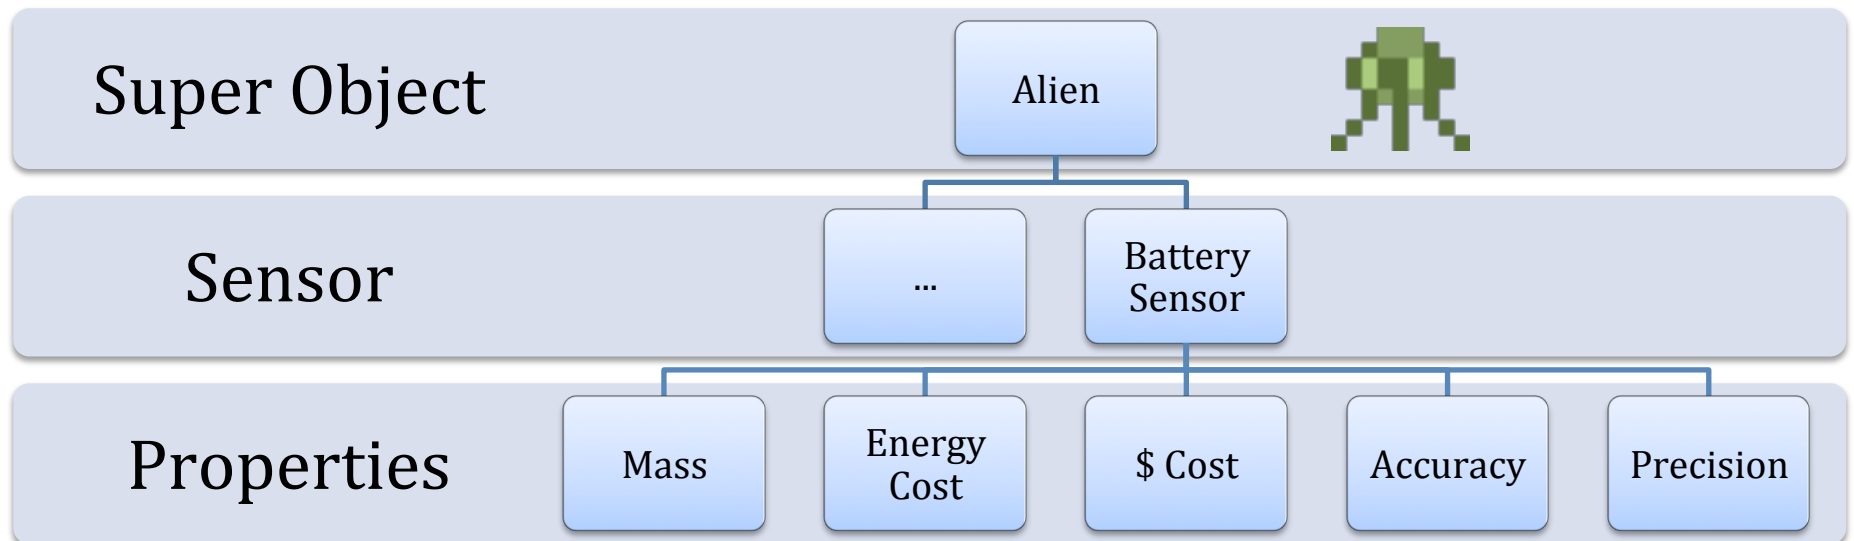 Super Object
Alien
Sensor
...
Battery
Sensor
Properties
Mass
Energy
Cost
$ Cost
Accuracy
Precision